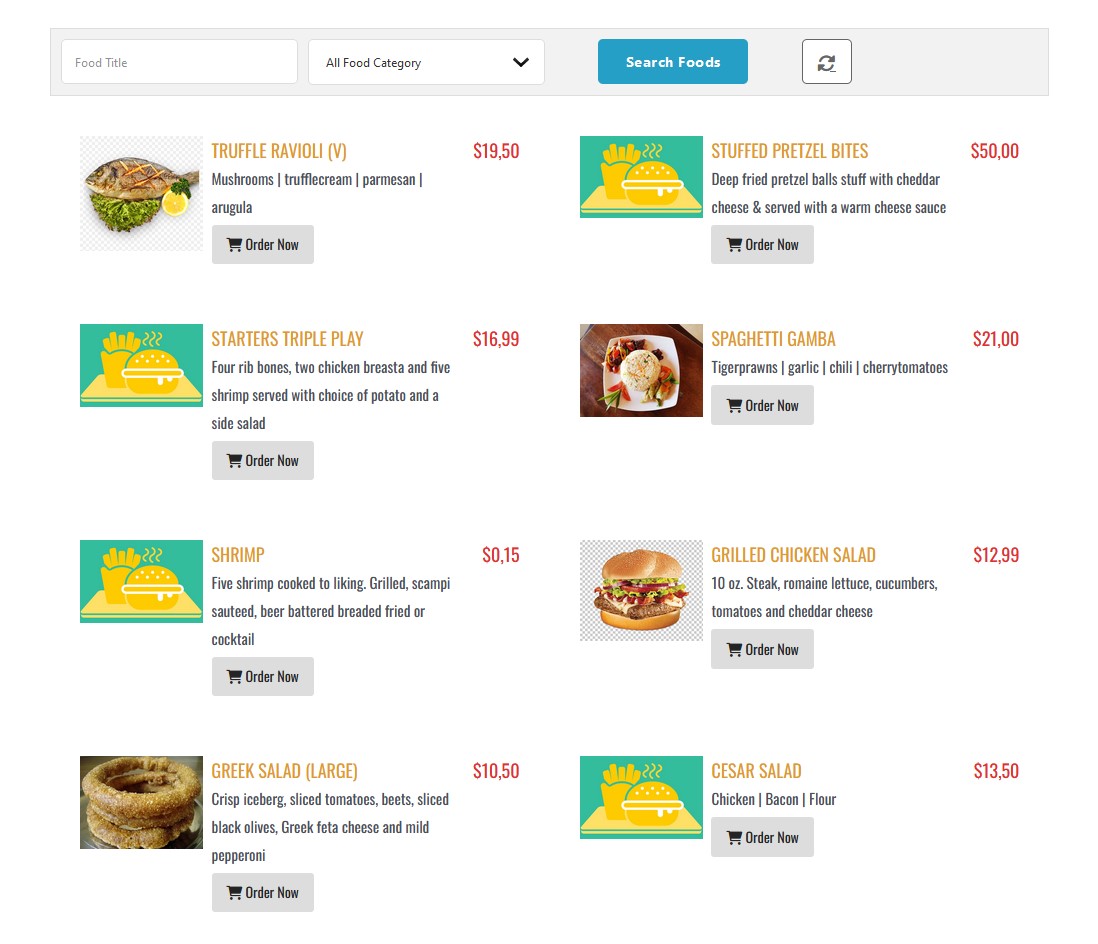 Food Title
All Food Category
Search Foods
TRUFFLE RAVIOLI (V)
$19,50
Mushrooms | trufflecream | parmesan |
arugula
Order Now
STUFFED PRETZEL BITES
$50,00
Deep fried pretzel balls stuff with cheddar
cheese & served with a warm cheese sauce
Order Now
STARTERS TRIPLE PLAY
$16,99
Four rib bones, two chicken breasta and five
shrimp served with choice of potato and a
side salad
Order Now
SPAGHETTI GAMBA
$21,00
Tigerprawns | garlic | chili | cherrytomatoes
Order Now
SHRIMP
$0,15
Five shrimp cooked to liking. Grilled, scampi
sauteed, beer battered breaded fried or
cocktail
Order Now
GRILLED CHICKEN SALAD
$12,99
10 oz. Steak, romaine lettuce, cucumbers,
tomatoes and cheddar cheese
Order Now
GREEK SALAD (LARGE)
$10,50
Crisp iceberg, sliced tomatoes, beets, sliced
black olives, Greek feta cheese and mild
pepperoni
Order Now
CESAR SALAD
$13,50
Chicken | Bacon | Flour
Order Now